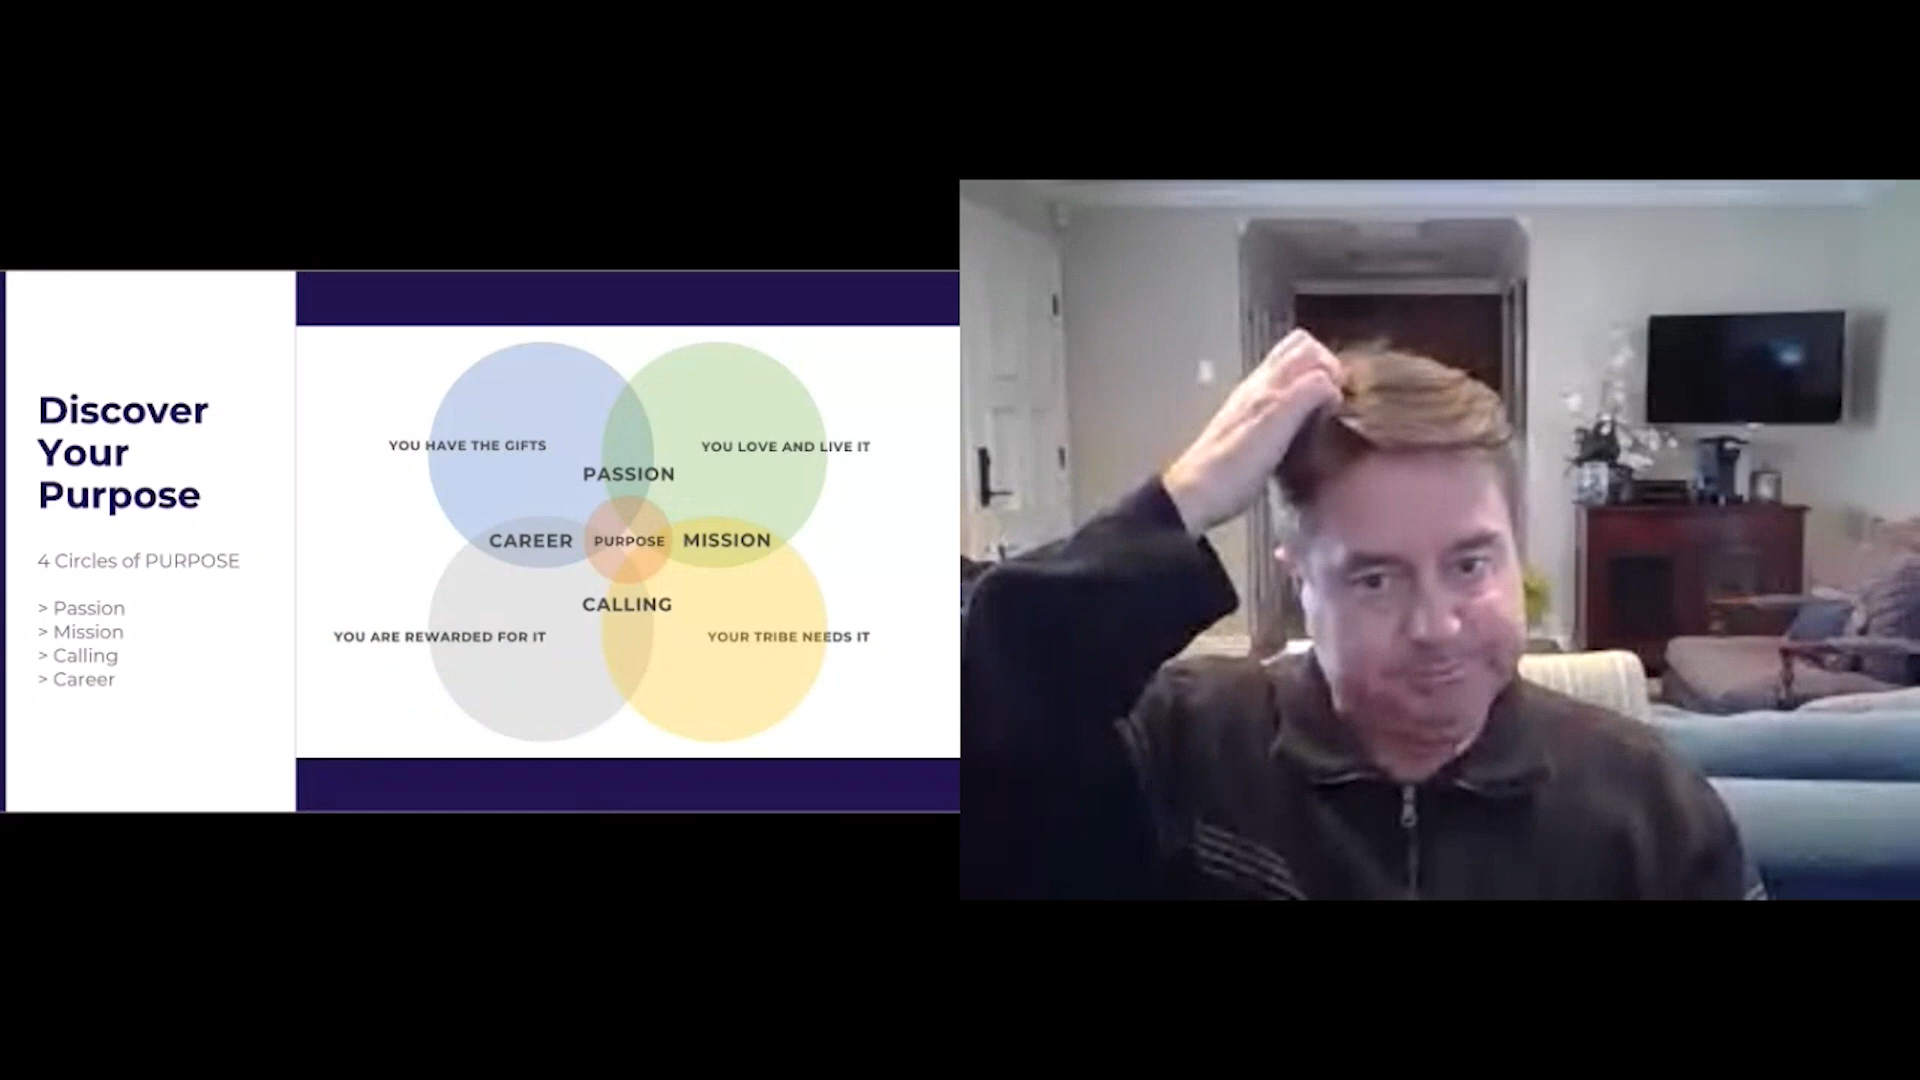 Discover
Your
Purpose
4 Circles of PURPOSE
> Passion
> Mission
> Calling
> Career
YOU HAVE THE GIFTS
YOU LOVE AND LIVE IT
PASSION
CAREER
PURPOSE
MISSION
CALLING
YOU ARE REWARDED FOR IT
YOUR TRIBE NEEDS IT